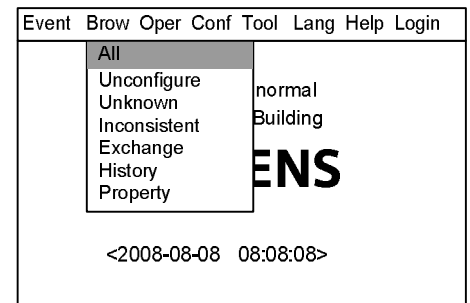 Event Brow Oper Conf Tool Lang Help Login
All
Unconfigure
Unknown
Inconsistent
Exchange
History
Property
normal
Building
ENS
<2008-08-08 08:08:08>